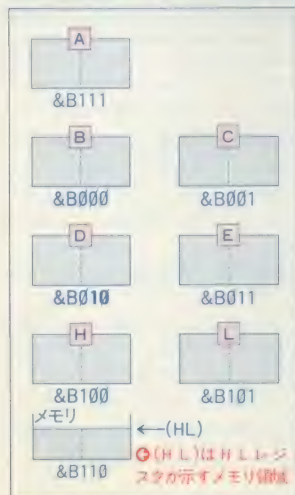 A
&B111
B
C
&B000
&B001
D
E
&B010
&B011
H
L
&B100
&B101
メモリ
←(HL)
&B110
(HL)はHLレジ
スタが示すメモリ領域